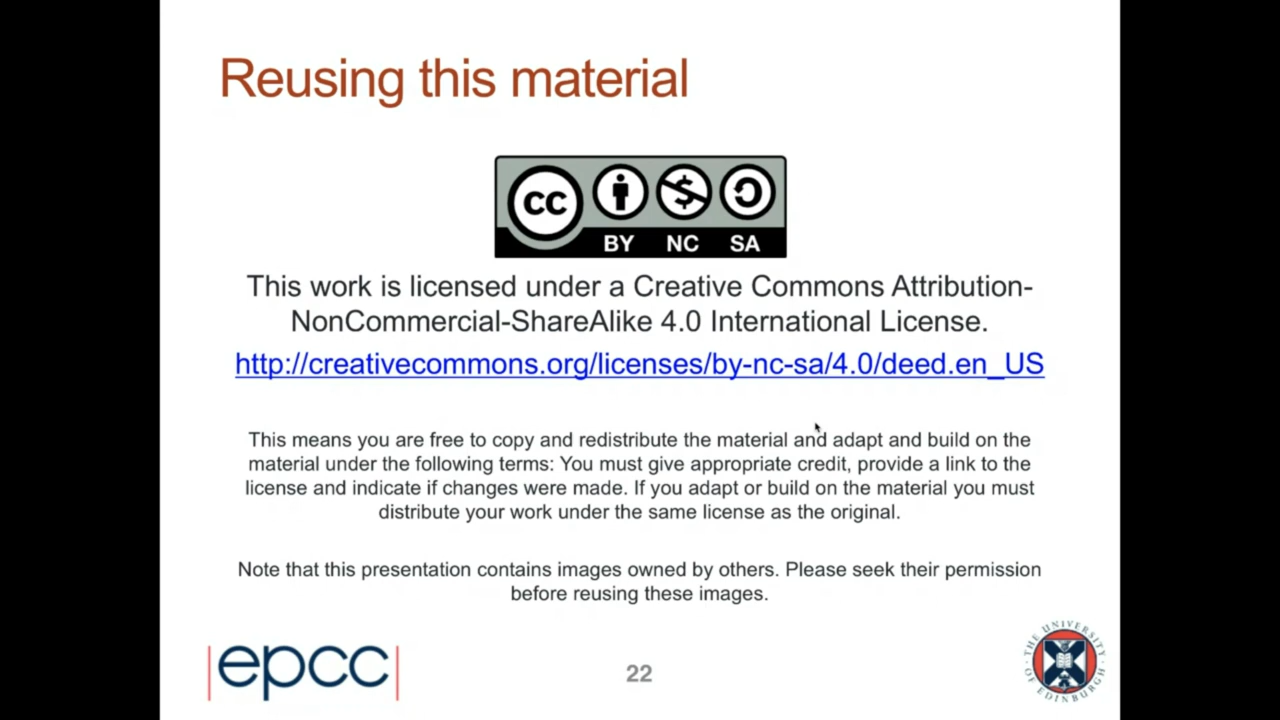 Reusing this material
CC
BY NC SA
This work is licensed under a Creative Commons Attribution-
NonCommercial-ShareAlike 4.0 International License.
http://creativecommons.org/licenses/by-nc-sa/4.0/deed.en_US
This means you are free to copy and redistribute the material and adapt and build on the
material under the following terms: You must give appropriate credit, provide a link to the
license and indicate if changes were made. If you adapt or build on the material you must
distribute your work under the same license as the original.
Note that this presentation contains images owned by others. Please seek their permission
before reusing these images.
epcc
22
THE UNIVERSITY OF EDINBURGH